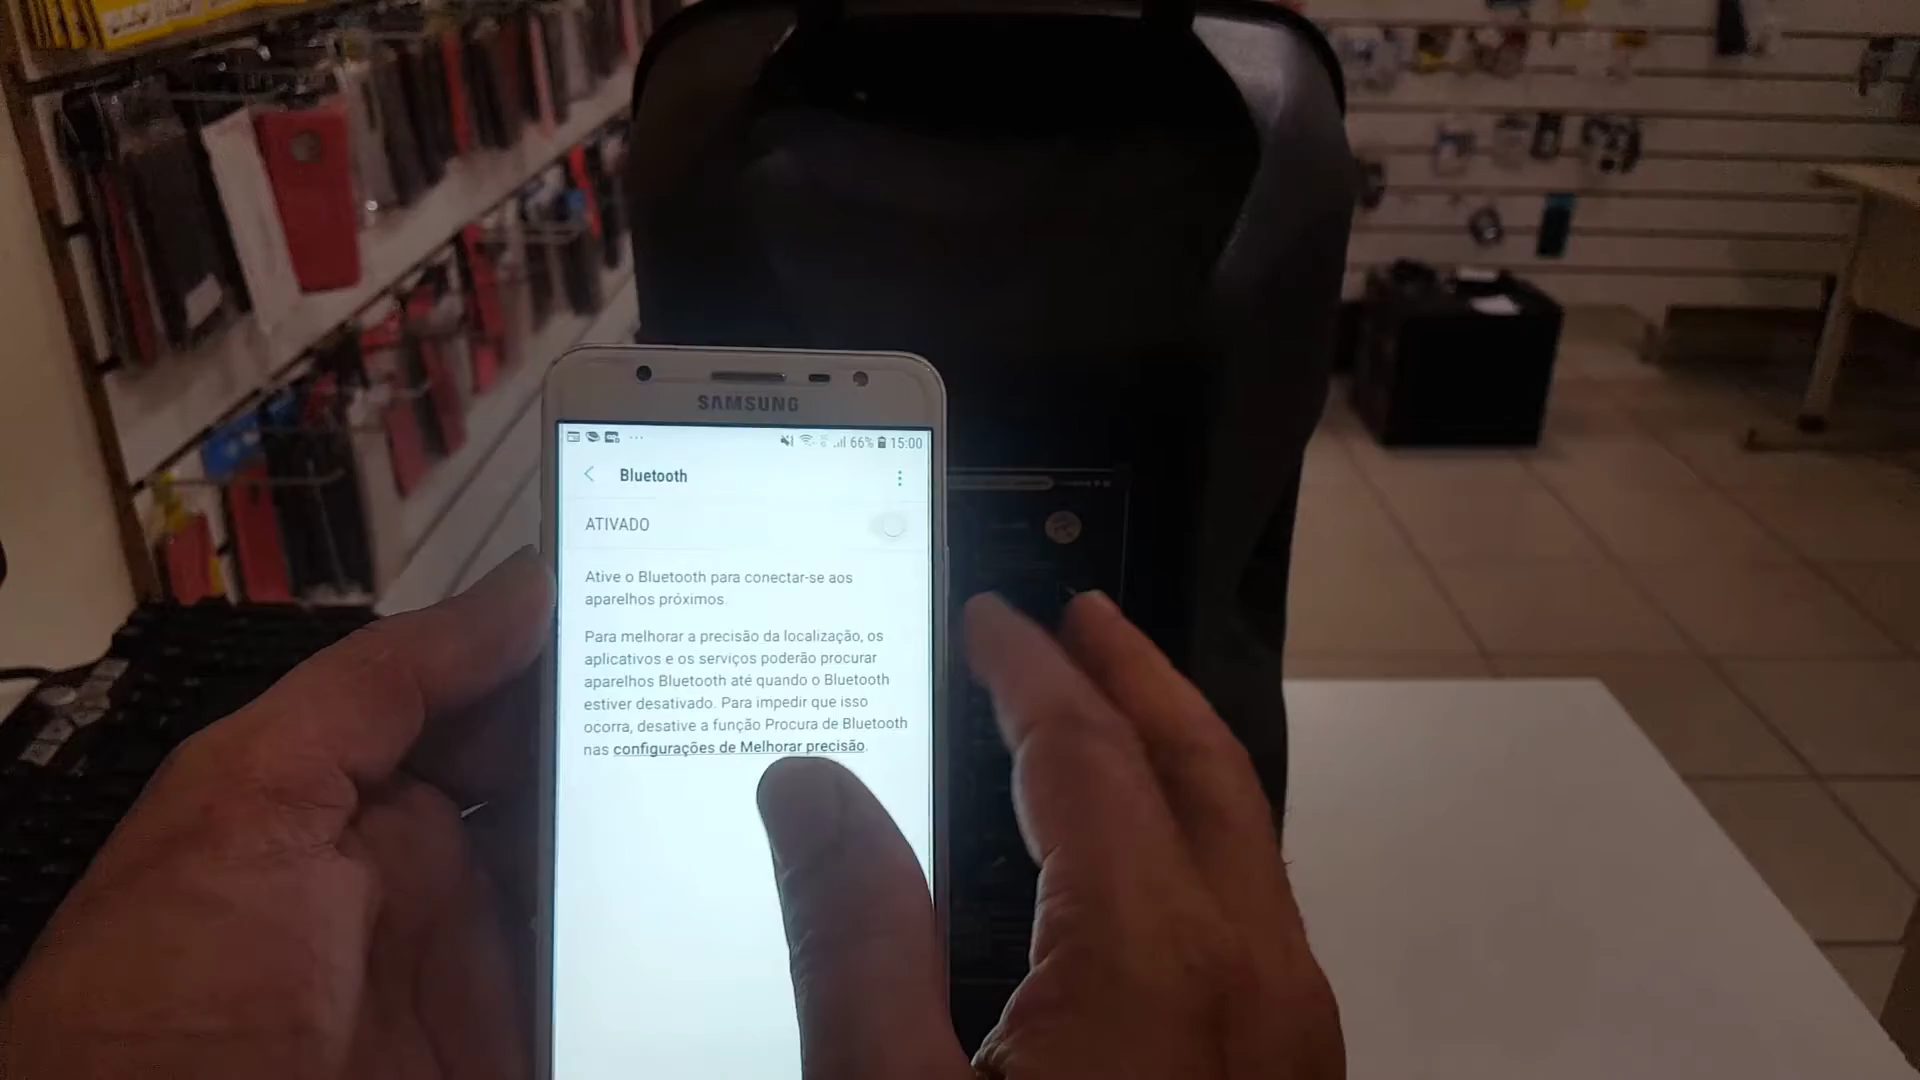 SAMSUNG
66% 15:00
Bluetooth
ATIVADO
Ative o Bluetooth para conectar-se aos
aparelhos próximos.
Para melhorar a precisão da localização, os
aplicativos e os serviços poderão procurar
aparelhos Bluetooth até quando o Bluetooth
estiver desativado. Para impedir que isso
ocorra, desative a função Procura de Bluetooth
nas configurações de Melhorar precisão.